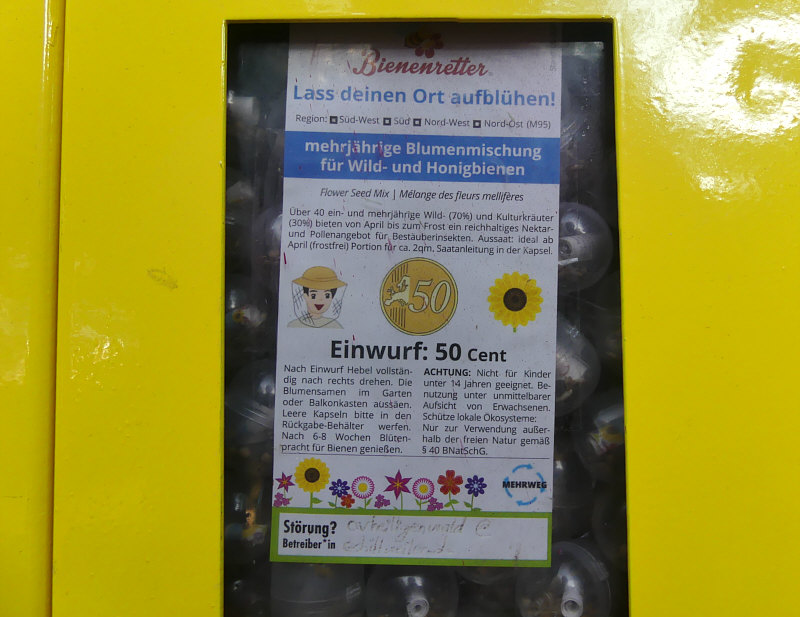 Bienenretter
Lass deinen Ort aufblühen!
Region: Süd-West Süd Nord-West Nord-Ost (M95)
mehrjährige Blumenmischung
für Wild- und Honigbienen
Flower Seed Mix | Mélange des fleurs mellifères
Über 40 ein- und mehrjährige Wild- (70%) und Kulturkräuter
(30%) bieten von April bis zum Frost ein reichhaltiges Nektar-
und Pollenangebot für Bestäuberinsekten. Aussaat: ideal ab
April (frostfrei) Portion für ca. 2qm, Saatanleitung in der Kapsel.
50
Einwurf: 50 Cent
Nach Einwurf Hebel vollstän-
dig nach rechts drehen. Die
Blumensamen im Garten
oder Balkonkasten aussäen.
Leere Kapseln bitte in den
Rückgabe-Behälter werfen.
Nach 6-8 Wochen Blüten-
pracht für Bienen genießen.
ACHTUNG: Nicht für Kinder
unter 14 Jahren geeignet. Be-
nutzung unter unmittelbarer
Aufsicht von Erwachsenen.
Schütze lokale Ökosysteme:
Nur zur Verwendung außer-
halb der freien Natur gemäß
§ 40 BNatSchG.
MEHRWEG
Störung?
Betreiber*in